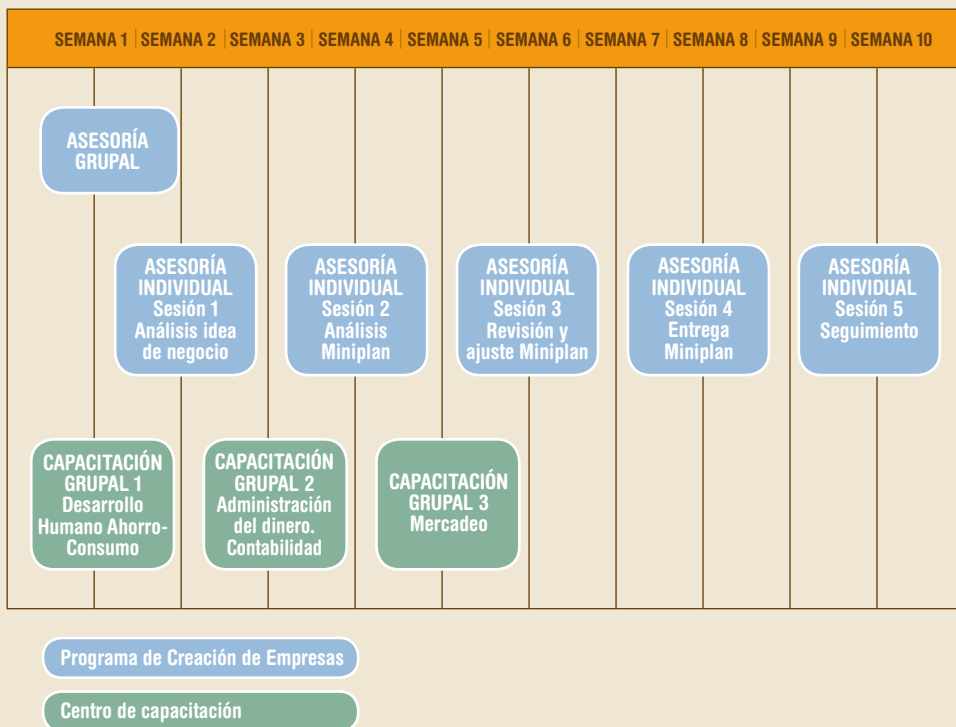 SEMANA 1 | SEMANA 2 | SEMANA 3 | SEMANA 4 | SEMANA 5 | SEMANA 6 | SEMANA 7 | SEMANA 8 | SEMANA 9 | SEMANA 10
ASESORÍA
GRUPAL
ASESORÍA
INDIVIDUAL
Sesión 1
Análisis idea
de negocio
ASESORÍA
INDIVIDUAL
Sesión 2
Análisis
Miniplan
ASESORÍA
INDIVIDUAL
Sesión 3
Revisión y
ajuste Miniplan
ASESORÍA
INDIVIDUAL
Sesión 4
Entrega
Miniplan
ASESORÍA
INDIVIDUAL
Sesión 5
Seguimiento
CAPACITACIÓN
GRUPAL 1
Desarrollo
Humano Ahorro-
Consumo
CAPACITACIÓN
GRUPAL 2
Administración
del dinero.
Contabilidad
CAPACITACIÓN
GRUPAL 3
Mercadeo
Programa de Creación de Empresas
Centro de capacitación